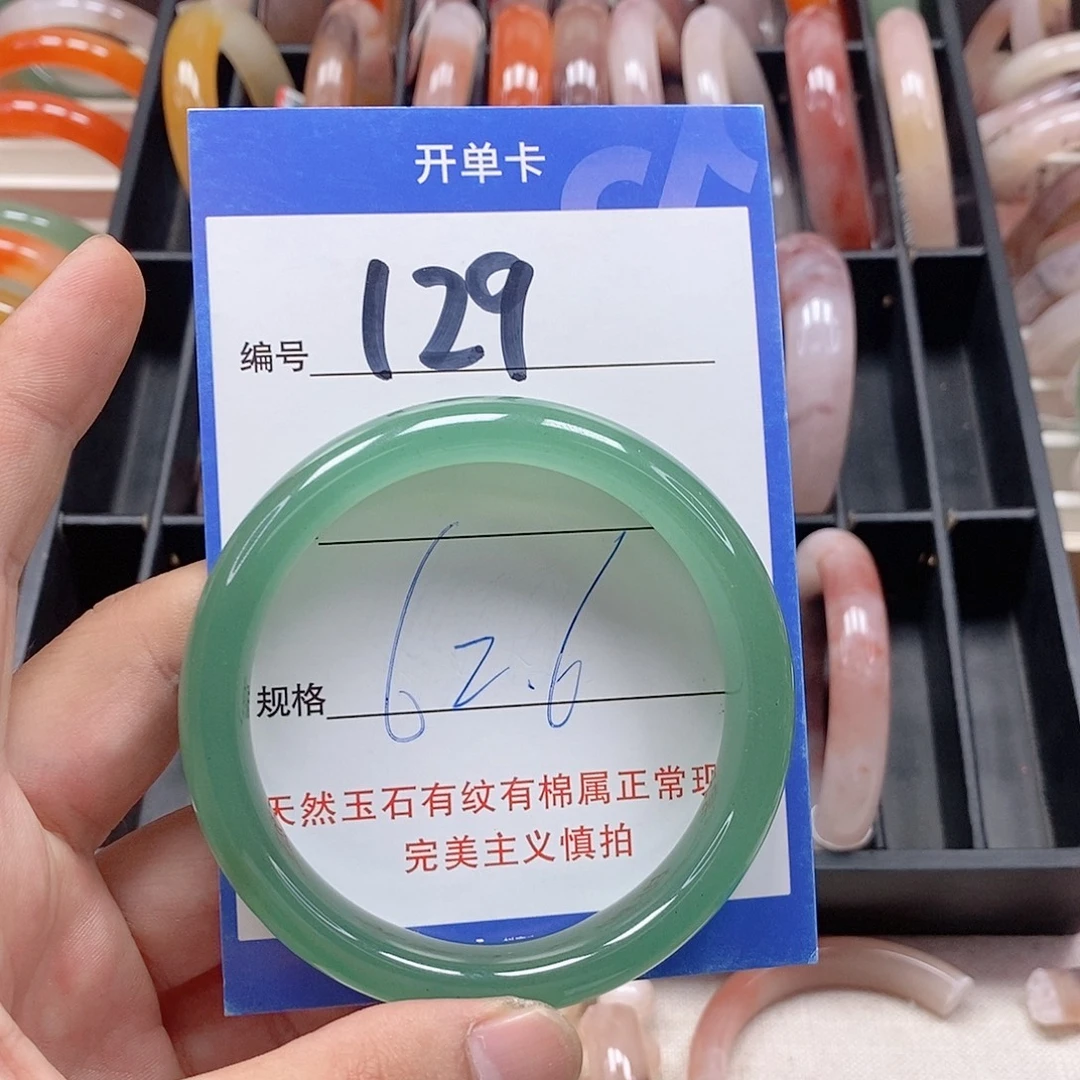 开单卡
编号 129
规格 62.6
天然玉石有纹有棉属正常现
完美主义慎拍